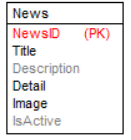 News
NewsID (PK)
Title
Description
Detail
Image
IsActive